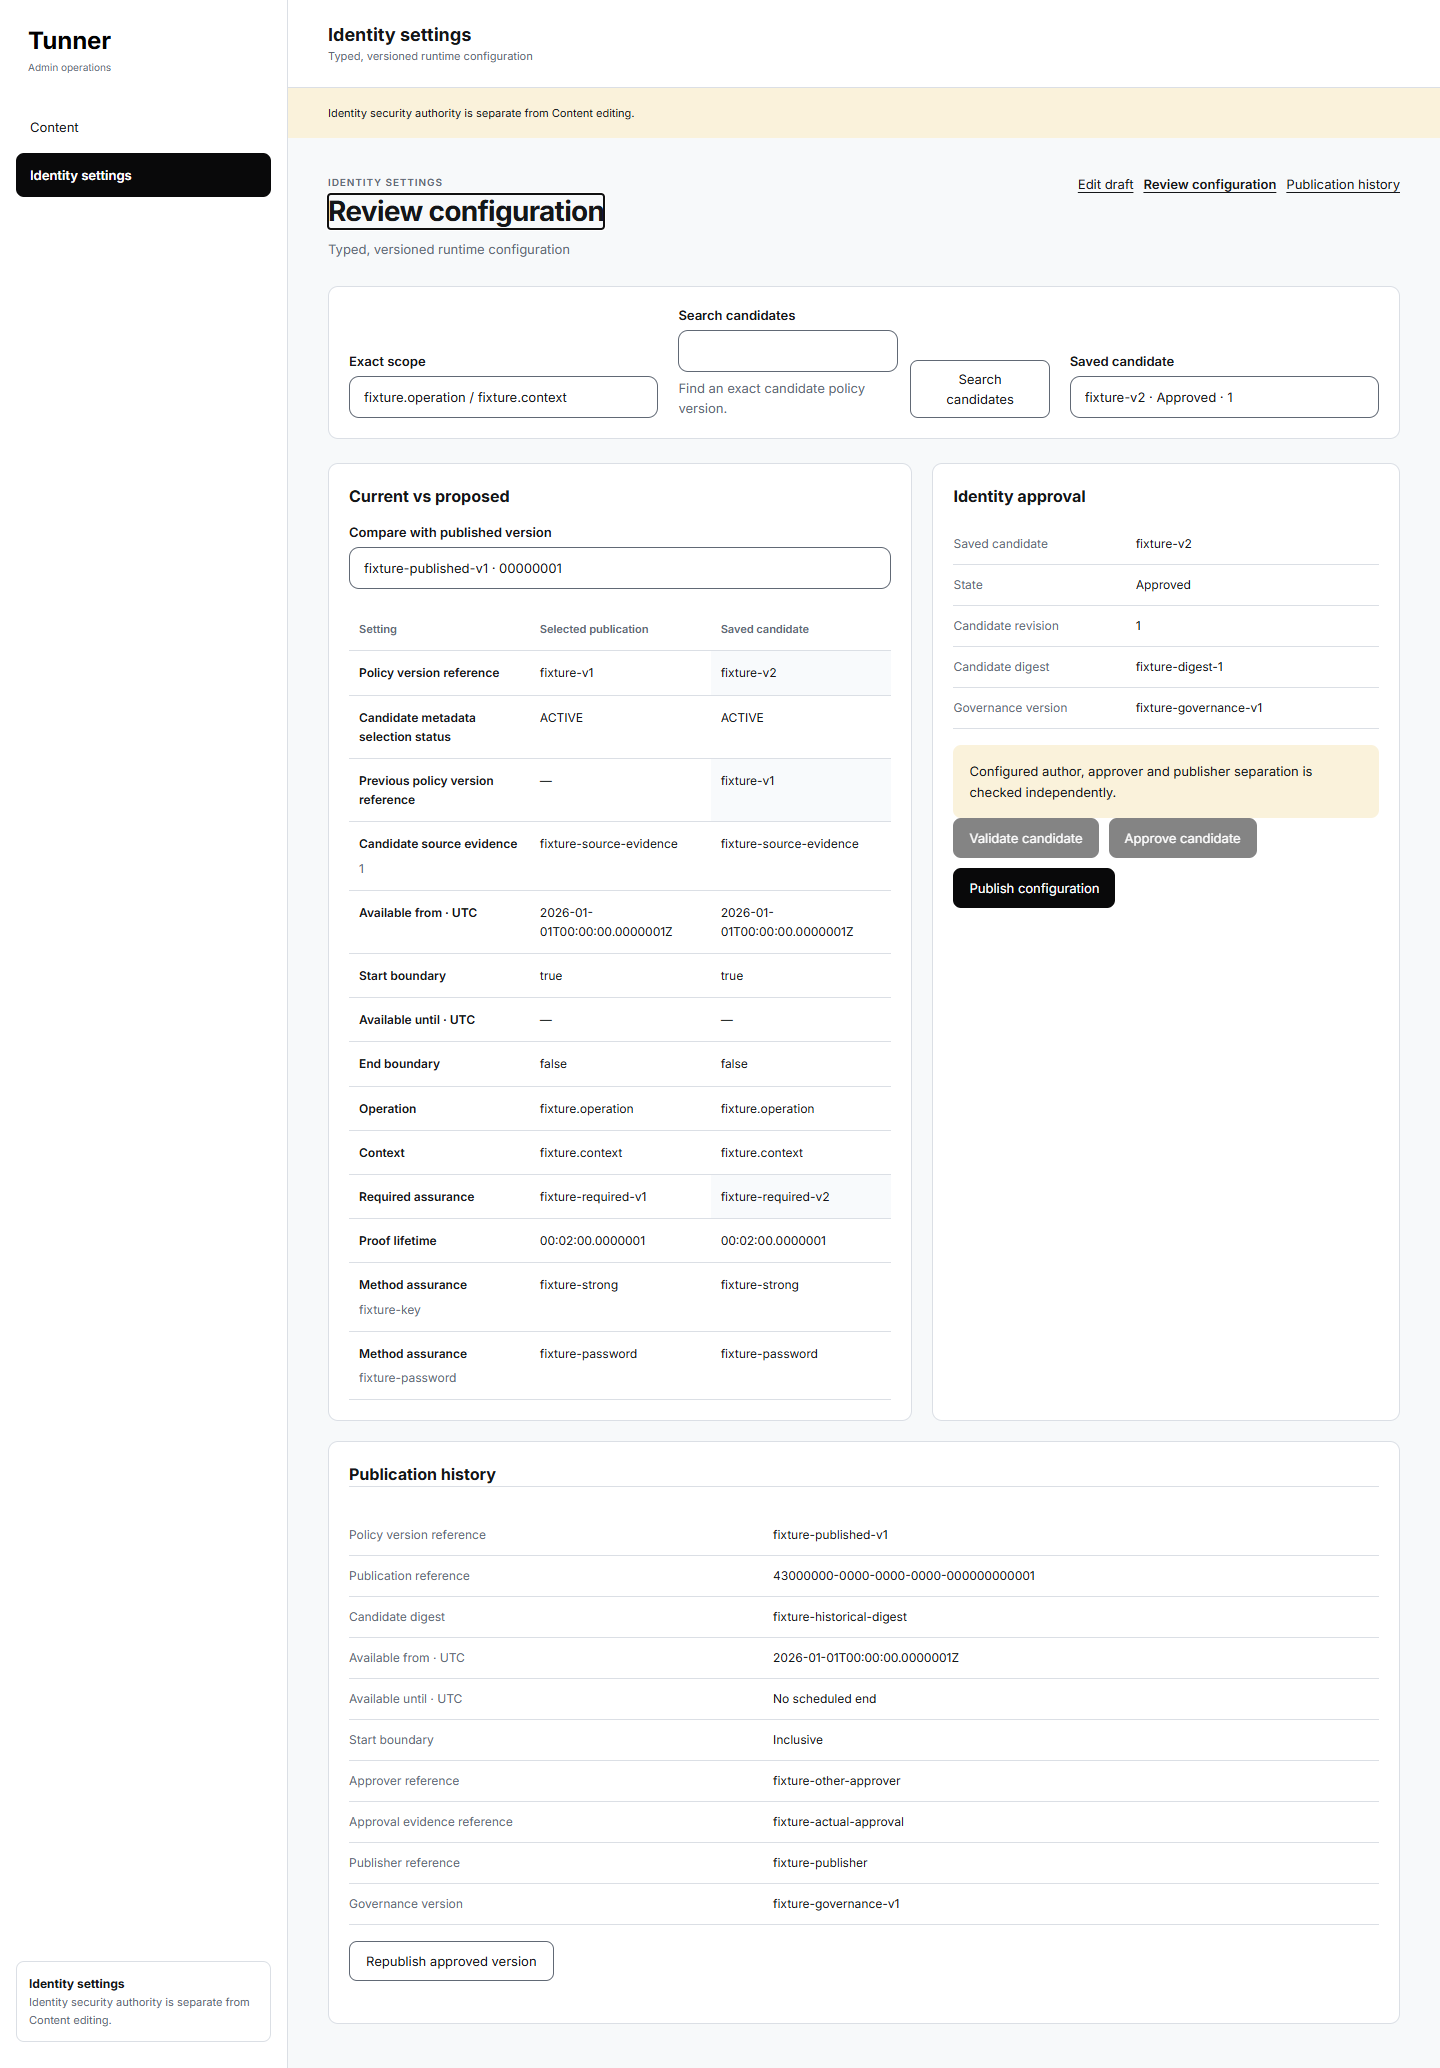 Tunner
Admin operations
Content
Identity settings
Identity settings
Typed, versioned runtime configuration
Identity security authority is separate from Content editing.
IDENTITY SETTINGS
Review configuration
Typed, versioned runtime configuration
Edit draft Review configuration Publication history
Exact scope
fixture.operation / fixture.context
Search candidates
Find an exact candidate policy
version.
Search
candidates
Saved candidate
fixture-v2 · Approved · 1
Current vs proposed
Compare with published version
fixture-published-v1 · 00000001
Setting Selected publication Saved candidate
Policy version reference fixture-v1 fixture-v2
Candidate metadata
selection status
ACTIVE ACTIVE
Previous policy version
reference
— fixture-v1
Candidate source evidence
1
fixture-source-evidence fixture-source-evidence
Available from · UTC
2026-01-
01T00:00:00.0000001Z
2026-01-
01T00:00:00.0000001Z
Start boundary true true
Available until · UTC — —
End boundary false false
Operation fixture.operation fixture.operation
Context fixture.context fixture.context
Required assurance fixture-required-v1 fixture-required-v2
Proof lifetime 00:02:00.0000001 00:02:00.0000001
Method assurance
fixture-key
fixture-strong fixture-strong
Method assurance
fixture-password
fixture-password fixture-password
Identity approval
Saved candidate fixture-v2
State Approved
Candidate revision 1
Candidate digest fixture-digest-1
Governance version fixture-governance-v1
Configured author, approver and publisher separation is
checked independently.
Validate candidate Approve candidate
Publish configuration
Publication history
Policy version reference fixture-published-v1
Publication reference 43000000-0000-0000-0000-000000000001
Candidate digest fixture-historical-digest
Available from · UTC 2026-01-01T00:00:00.0000001Z
Available until · UTC No scheduled end
Start boundary Inclusive
Approver reference fixture-other-approver
Approval evidence reference fixture-actual-approval
Publisher reference fixture-publisher
Governance version fixture-governance-v1
Republish approved version
Identity settings
Identity security authority is separate from
Content editing.